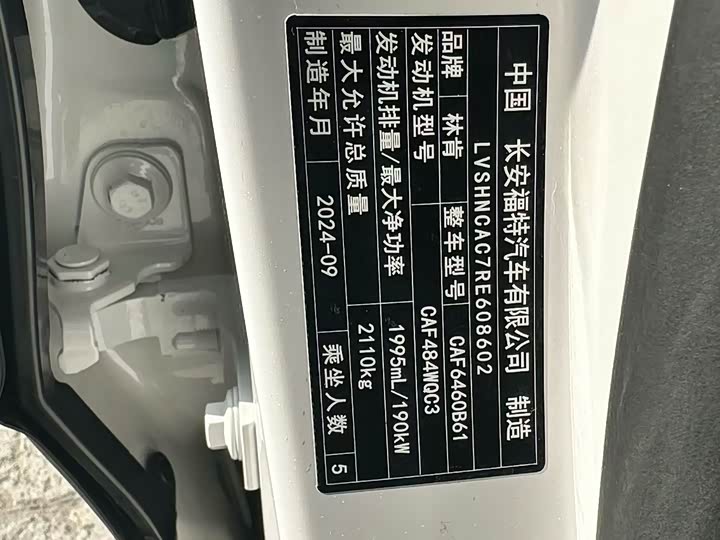 中国 长安福特汽车有限公司 制造
LVSHNCAC7RE608602
品牌 林肯 整车型号 CAF6460B61
发动机型号 CAF484WQC3
发动机排量/最大净功率 1995mL/190kW
最大允许总质量 2110kg
制造年月 2024-09 乘坐人数 5